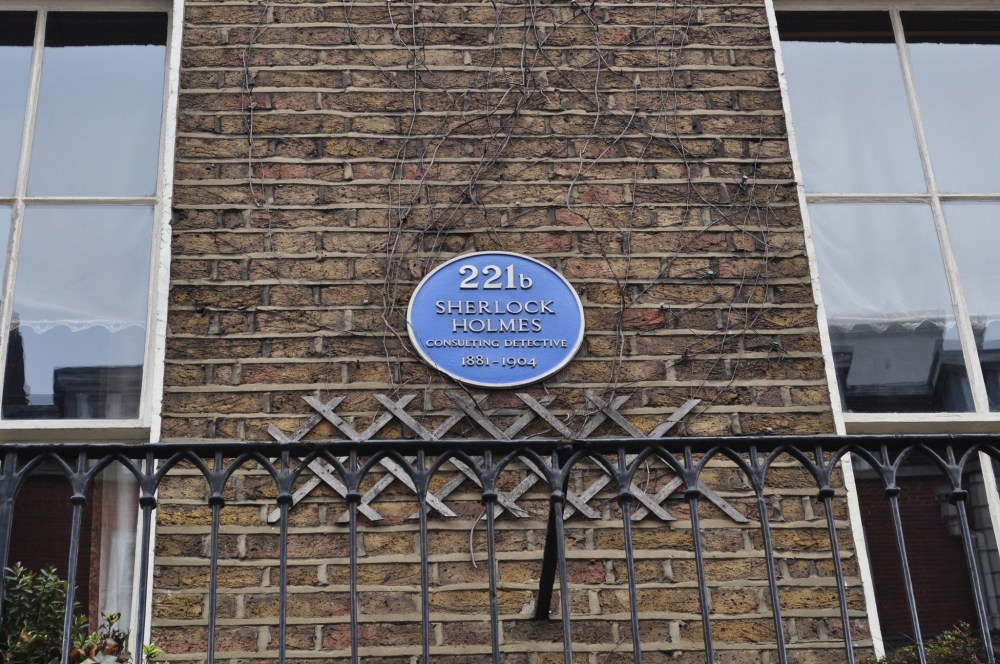 221b
SHERLOCK
HOLMES
CONSULTING DETECTIVE
1881-1904